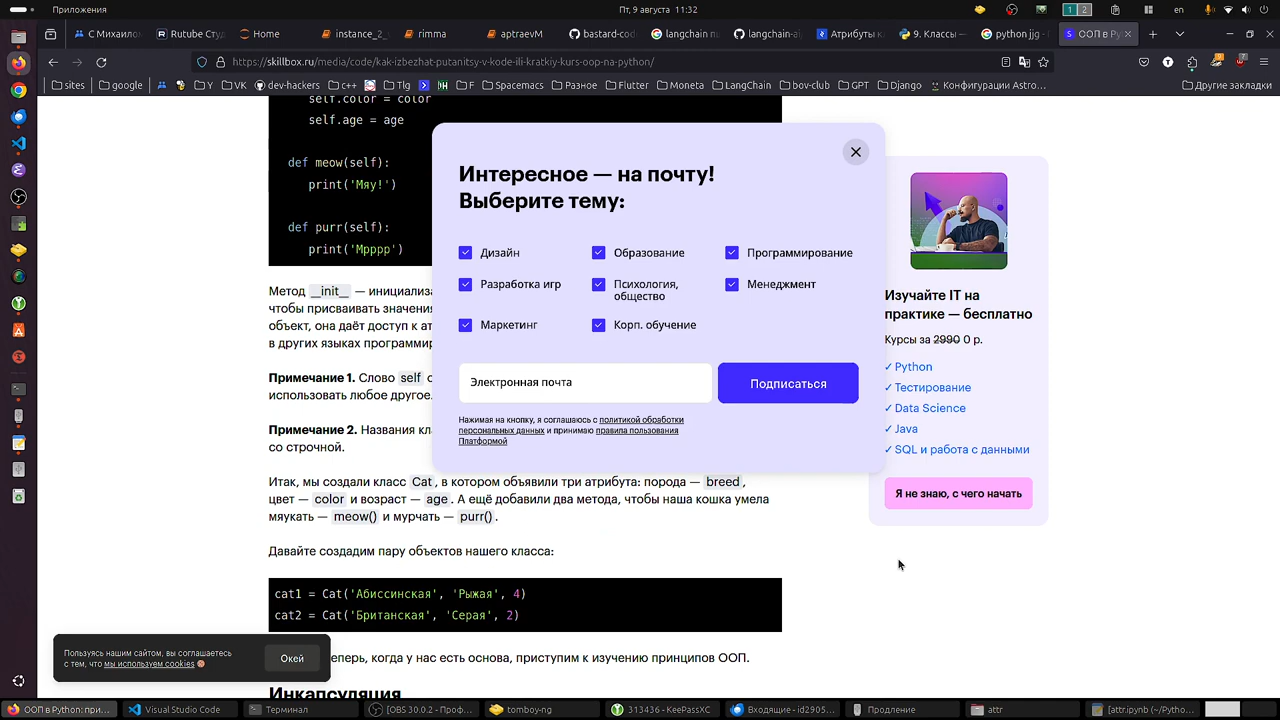 Приложения
Пт, 9 августа 11:32
1 2
en
С Михаило
Rutube Сту
Home
instance_2_
rimma
aptraevM
bastard-cod
langchain п
langchain-a
Атрибуты к
9. Классы —
python jjg -
ООП в Py
https://skillbox.ru/media/code/kak-izbezhat-putanitsy-v-kode-ili-kratkiy-kurs-oop-na-python/
sites
google
Y
VK
dev-hackers
c++
Tlg
F
Spacemacs
Разное
Flutter
Moneta
LangChain
bov-club
GPT
Django
Конфигурации Astro…
Другие закладки
self.color = color
self.age = age
def meow(self):
print('Мяу!')
def purr(self):
print('Мрррр')
Метод __init__ — инициализа
чтобы присваивать значения
объект, она даёт доступ к ат
в других языках программир
Примечание 1. Слово self
использовать любое другое.
Примечание 2. Названия кл
со строчной.
Итак, мы создали класс Cat, в котором объявили три атрибута: порода — breed,
цвет — color и возраст — age. А ещё добавили два метода, чтобы наша кошка умела
мяукать — meow() и мурчать — purr().
Давайте создадим пару объектов нашего класса:
cat1 = Cat('Абиссинская', 'Рыжая', 4)
cat2 = Cat('Британская', 'Серая', 2)
еперь, когда у нас есть основа, приступим к изучению принципов ООП.
Инкапсуляция
Интересное — на почту!
Выберите тему:
Дизайн
Образование
Программирование
Разработка игр
Психология,
общество
Менеджмент
Маркетинг
Корп. обучение
Электронная почта
Подписаться
Нажимая на кнопку, я соглашаюсь с политикой обработки
персональных данных и принимаю правила пользования
Платформой
Изучайте IT на
практике — бесплатно
Курсы за 2990 0 р.
✓ Python
✓ Тестирование
✓ Data Science
✓ Java
✓ SQL и работа с данными
Я не знаю, с чего начать
Пользуясь нашим сайтом, вы соглашаетесь
с тем, что мы используем cookies 🍪
Окей
ООП в Python: при…
Visual Studio Code
Терминал
[OBS 30.0.2 - Проф…
tomboy-ng
313436 - KeePassXC
Входящие - id2905…
Продление
attr
[attr.ipynb (~/Pytho…